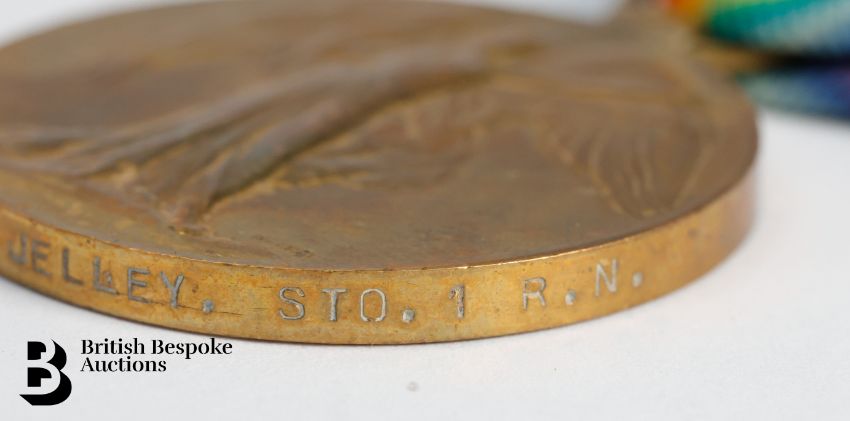 JELLEY. STO. 1 R.N.
British Bespoke
Auctions